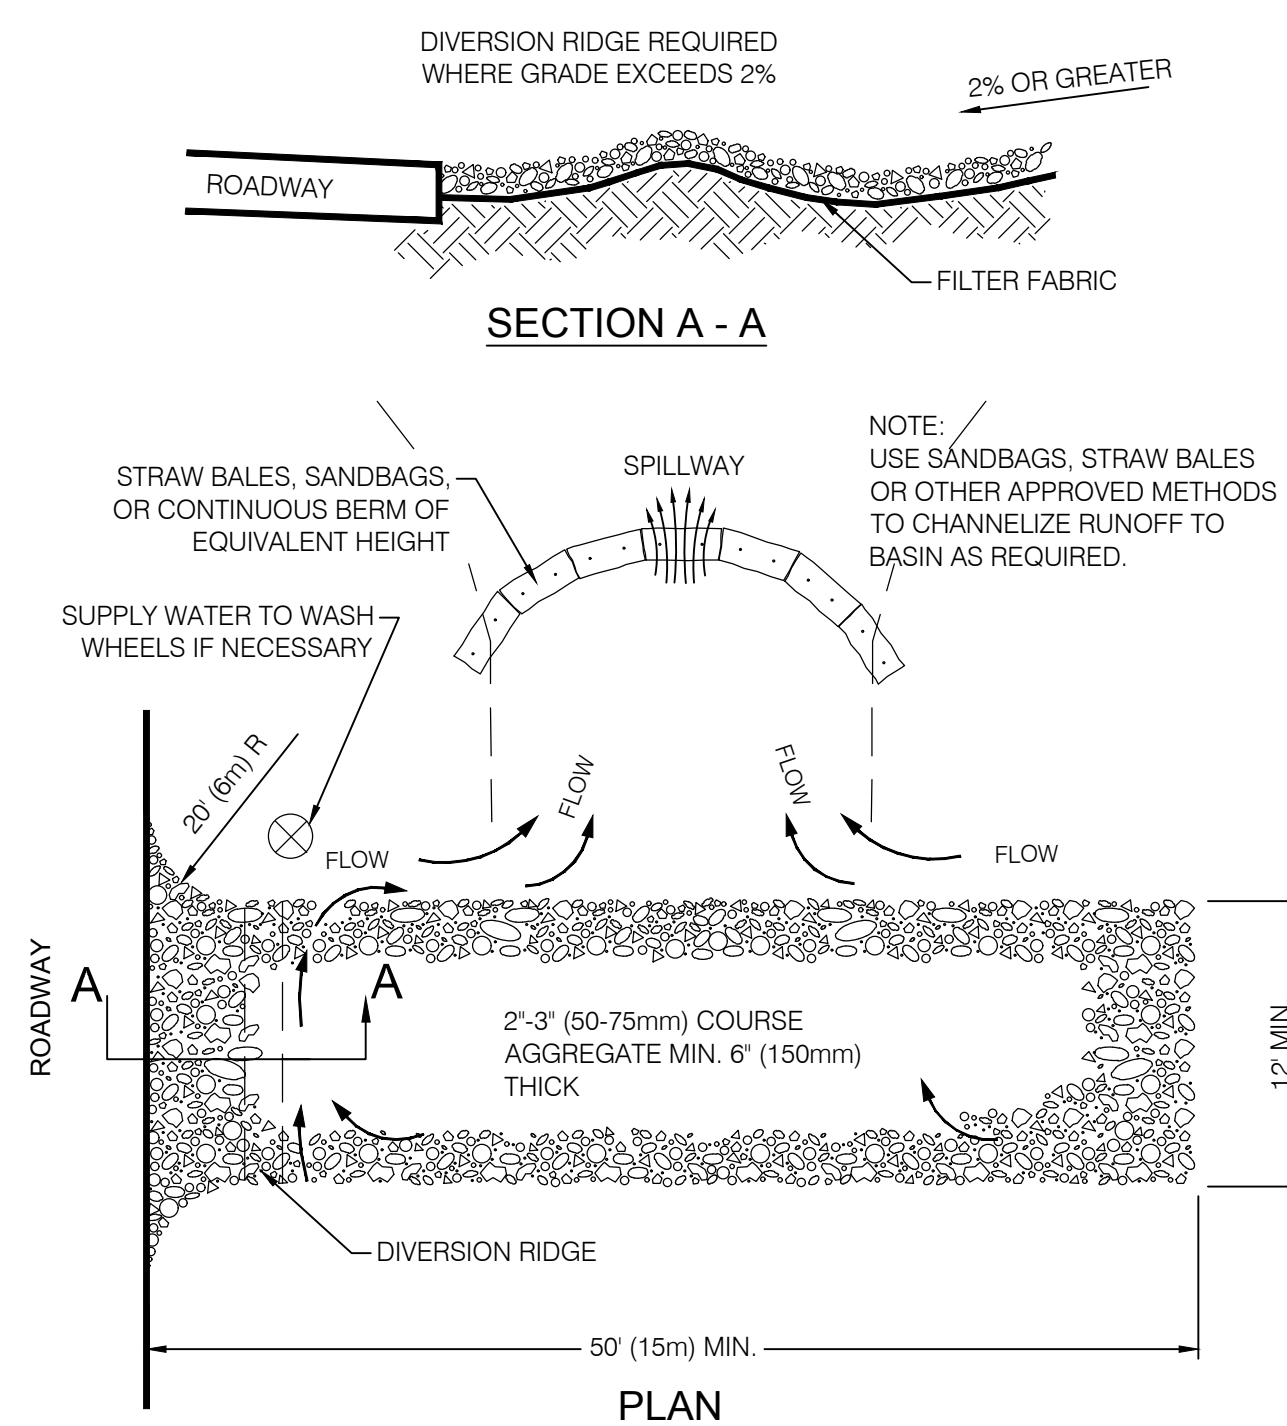 DIVERSION RIDGE REQUIRED
WHERE GRADE EXCEEDS 2%
2% OR GREATER
ROADWAY
FILTER FABRIC
SECTION A - A
NOTE:
USE SANDBAGS, STRAW BALES
OR OTHER APPROVED METHODS
TO CHANNELIZE RUNOFF TO
BASIN AS REQUIRED.
SPILLWAY
STRAW BALES, SANDBAGS,
OR CONTINUOUS BERM OF
EQUIVALENT HEIGHT
SUPPLY WATER TO WASH
WHEELS IF NECESSARY
20' (6m) R
FLOW
FLOW
FLOW
FLOW
ROADWAY
A
A
2"-3" (50-75mm) COURSE
AGGREGATE MIN. 6" (150mm)
THICK
12' MIN
DIVERSION RIDGE
50' (15m) MIN.
PLAN